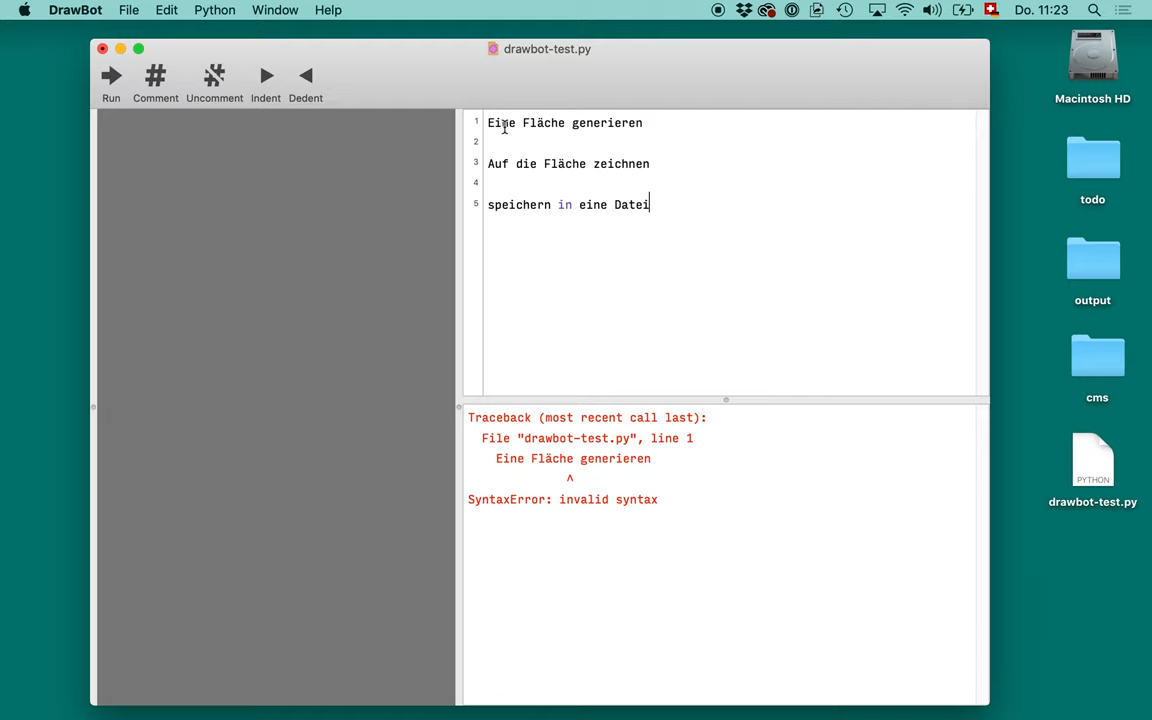 DrawBot File Edit Python Window Help Do. 11:23
drawbot-test.py
Run Comment Uncomment Indent Dedent
1 Eine Fläche generieren
2
3 Auf die Fläche zeichnen
4
5 speichern in eine Datei
Traceback (most recent call last):
File "drawbot-test.py", line 1
Eine Fläche generieren
^
SyntaxError: invalid syntax
Macintosh HD
todo
output
cms
PYTHON
drawbot-test.py